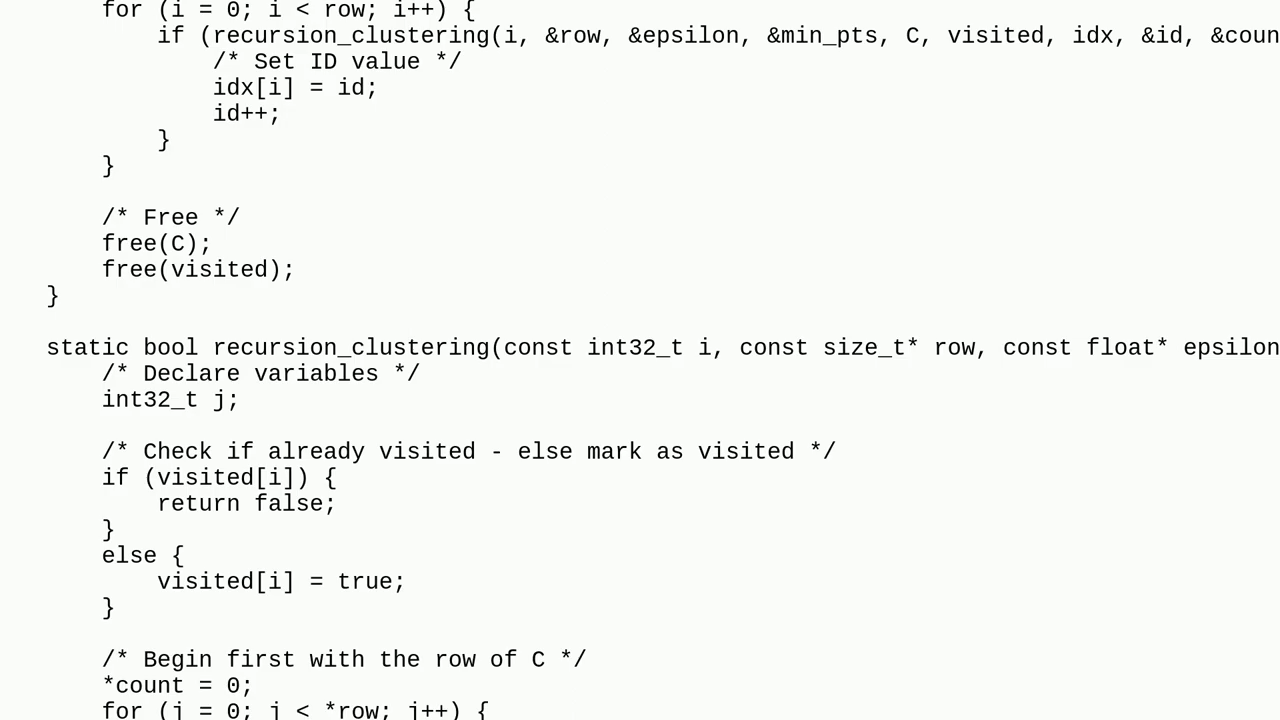 for (i = 0; i < row; i++) {
if (recursion_clustering(i, &row, &epsilon, &min_pts, C, visited, idx, &id, &coun
/* Set ID value */
idx[i] = id;
id++;
}
}
/* Free */
free(C);
free(visited);
}
static bool recursion_clustering(const int32_t i, const size_t* row, const float* epsilon
/* Declare variables */
int32_t j;
/* Check if already visited - else mark as visited */
if (visited[i]) {
return false;
}
else {
visited[i] = true;
}
/* Begin first with the row of C */
*count = 0;
for (j = 0; j < *row; j++) {